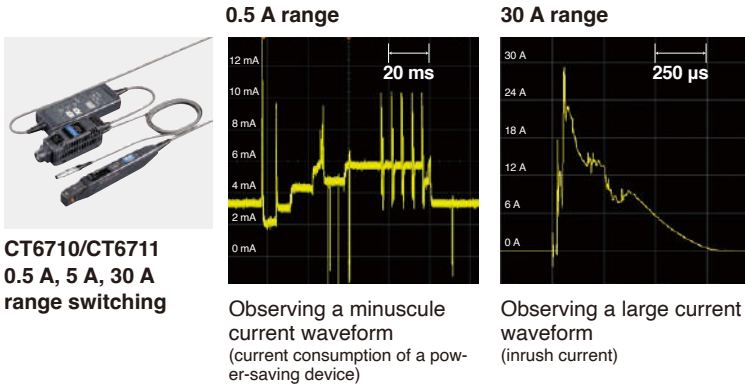 0.5 A range
30 A range
12 mA
10 mA
8 mA
6 mA
4 mA
2 mA
0 mA
20 ms
30 A
24 A
18 A
12 A
6 A
0 A
250 µs
CT6710/CT6711
0.5 A, 5 A, 30 A
range switching
Observing a minuscule
current waveform
(current consumption of a pow-
er-saving device)
Observing a large current
waveform
(inrush current)